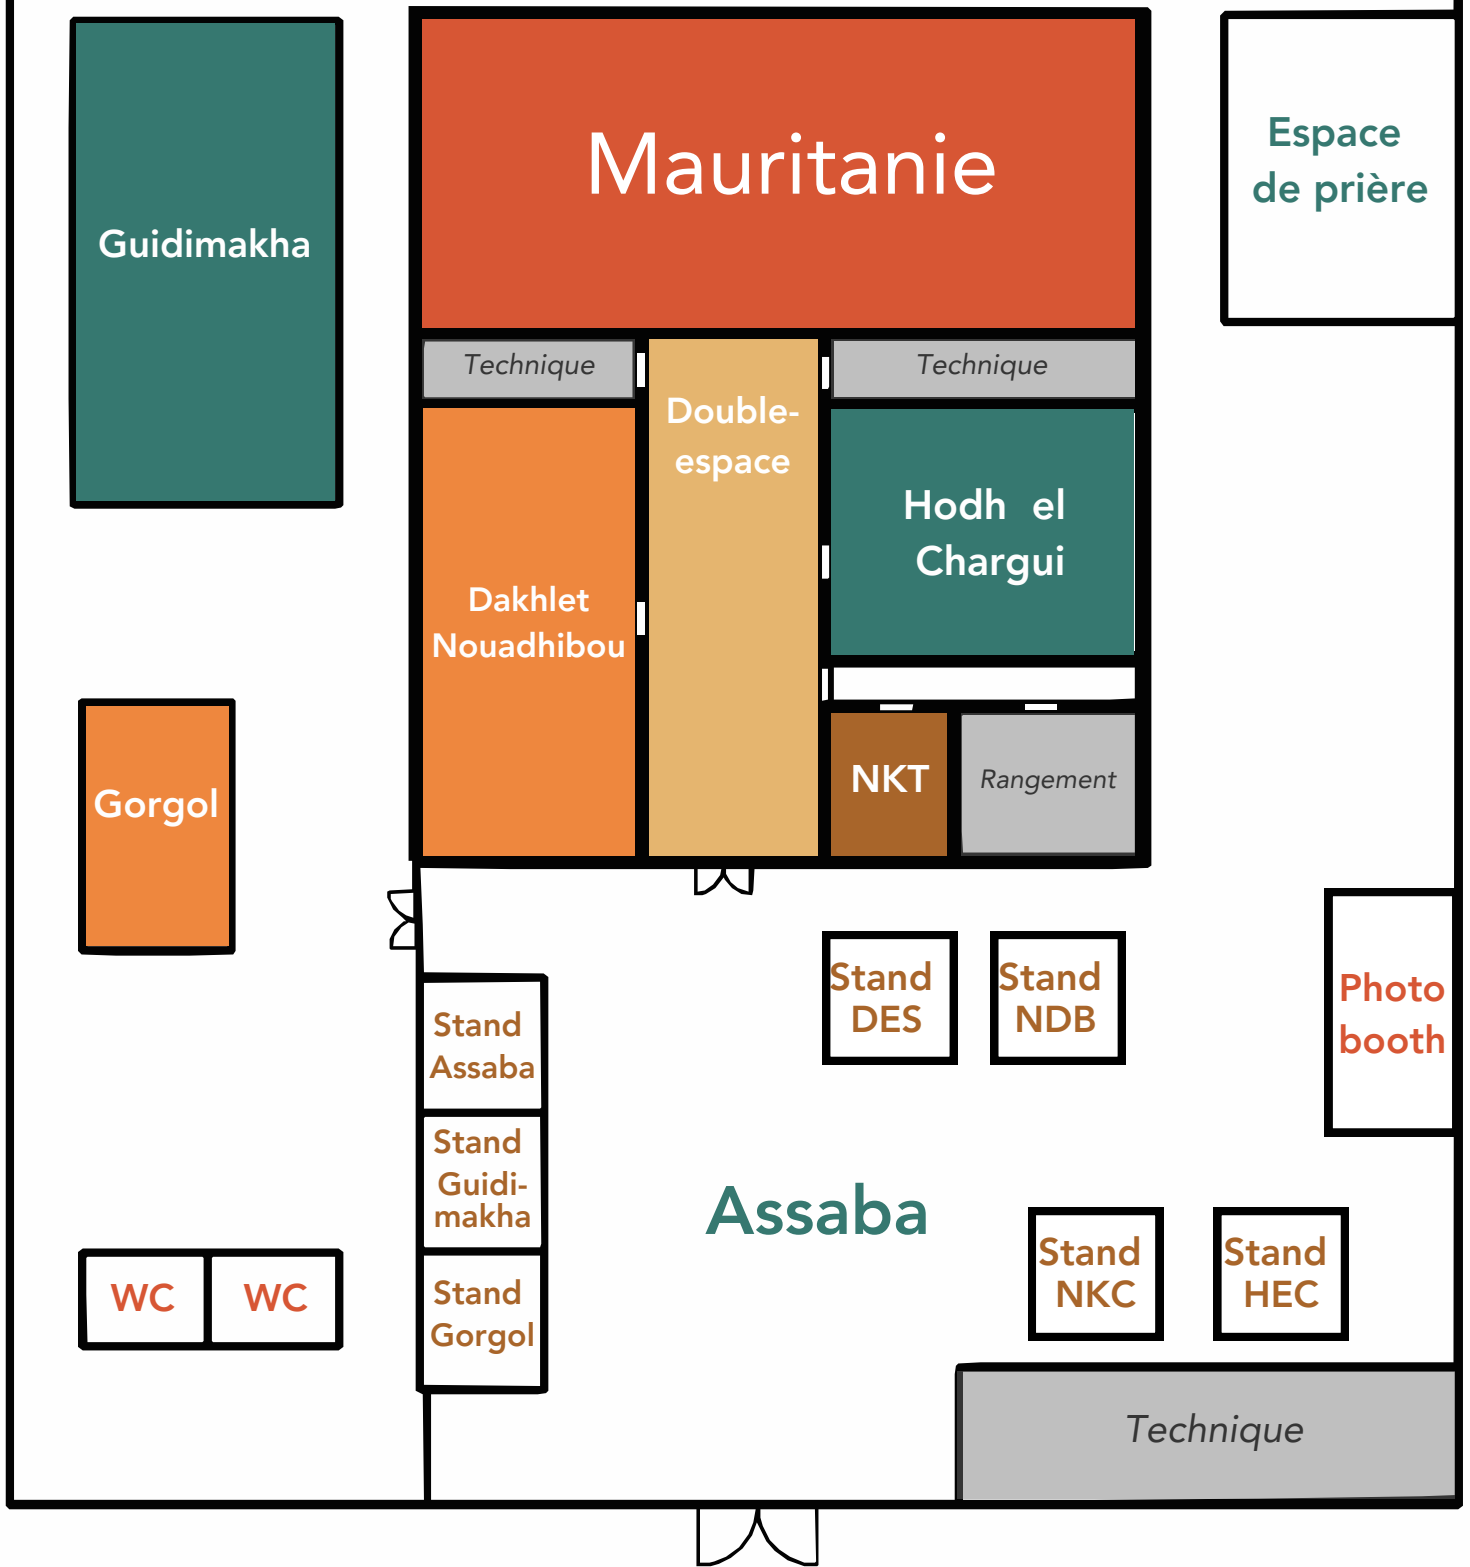 Mauritanie
Espace
de prière
Guidimakha
Technique
Technique
Double-
espace
Hodh el
Chargui
Dakhlet
Nouadhibou
NKT
Rangement
Gorgol
Stand
DES
Stand
NDB
Photo
booth
Stand
Assaba
Stand
Guidi-
makha
Assaba
Stand
NKC
Stand
HEC
WC
WC
Stand
Gorgol
Technique